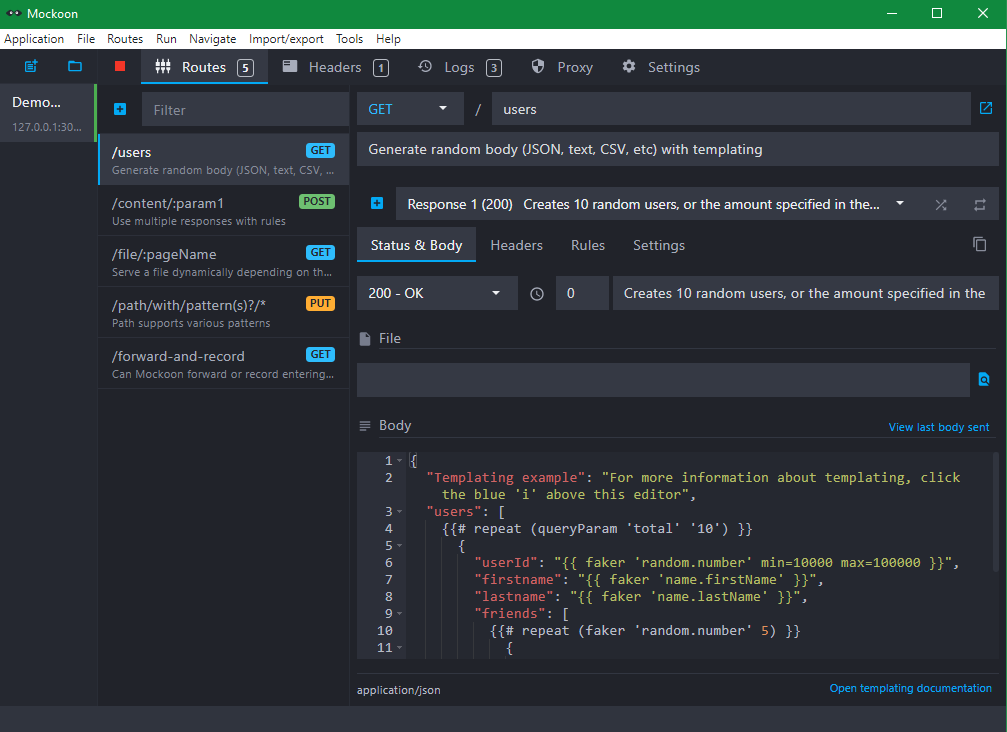 Mockoon
Application File Routes Run Navigate Import/export Tools Help
Routes 5 Headers 1 Logs 3 Proxy Settings
Demo...
127.0.0.1:30...
Filter
/users GET
Generate random body (JSON, text, CSV, ...
/content/:param1 POST
Use multiple responses with rules
/file/:pageName GET
Serve a file dynamically depending on th...
/path/with/pattern(s)?/* PUT
Path supports various patterns
/forward-and-record GET
Can Mockoon forward or record entering...
GET / users
Generate random body (JSON, text, CSV, etc) with templating
Response 1 (200) Creates 10 random users, or the amount specified in the...
Status & Body Headers Rules Settings
200 - OK 0 Creates 10 random users, or the amount specified in the
File
Body View last body sent
1 {
2 "Templating example": "For more information about templating, click
the blue 'i' above this editor",
3 "users": [
4 {{# repeat (queryParam 'total' '10') }}
5 {
6 "userId": "{{ faker 'random.number' min=10000 max=100000 }}",
7 "firstname": "{{ faker 'name.firstName' }}",
8 "lastname": "{{ faker 'name.lastName' }}",
9 "friends": [
10 {{# repeat (faker 'random.number' 5) }}
11 {
application/json Open templating documentation